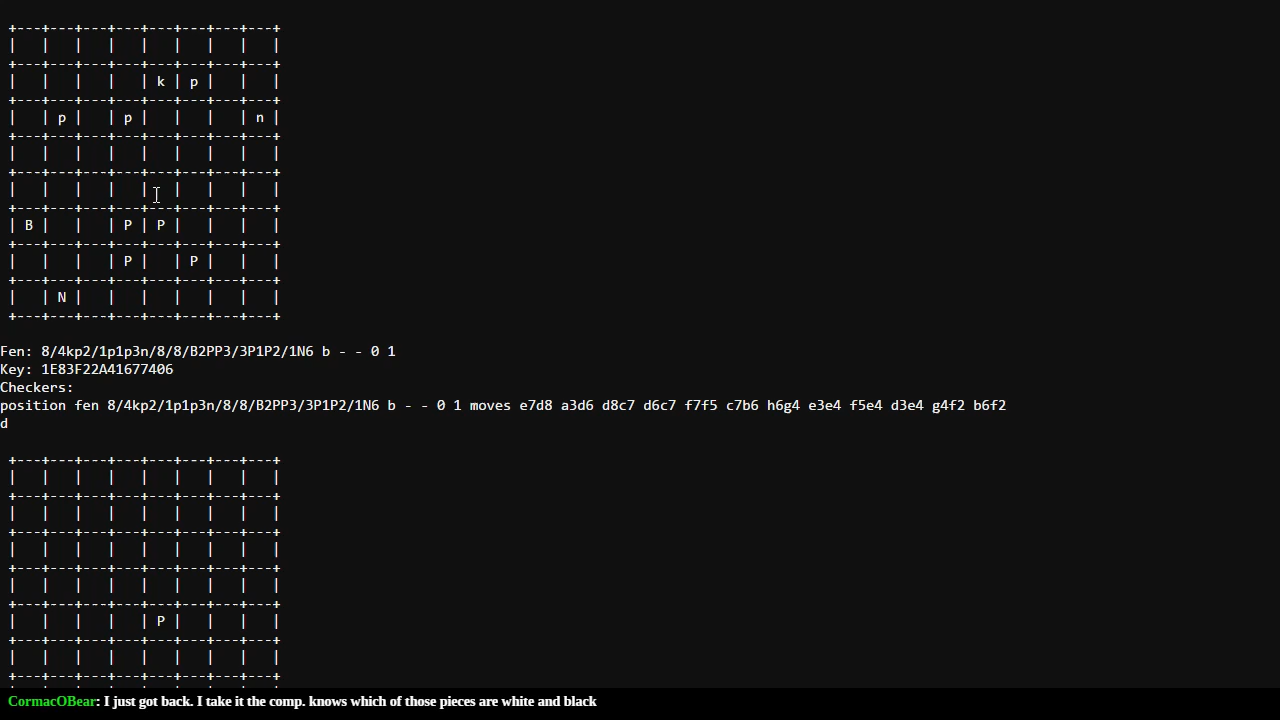 +---+---+---+---+---+---+---+---+
|   |   |   |   |   |   |   |   |
+---+---+---+---+---+---+---+---+
|   |   |   |   | k | p |   |   |
+---+---+---+---+---+---+---+---+
|   | p |   | p |   |   |   | n |
+---+---+---+---+---+---+---+---+
|   |   |   |   |   |   |   |   |
+---+---+---+---+---+---+---+---+
|   |   |   |   |   |   |   |   |
+---+---+---+---+---+---+---+---+
| B |   |   | P | P |   |   |   |
+---+---+---+---+---+---+---+---+
|   |   |   | P |   | P |   |   |
+---+---+---+---+---+---+---+---+
|   | N |   |   |   |   |   |   |
+---+---+---+---+---+---+---+---+
Fen: 8/4kp2/1p1p3n/8/8/B2PP3/3P1P2/1N6 b - - 0 1
Key: 1E83F22A41677406
Checkers:
position fen 8/4kp2/1p1p3n/8/8/B2PP3/3P1P2/1N6 b - - 0 1 moves e7d8 a3d6 d8c7 d6c7 f7f5 c7b6 h6g4 e3e4 f5e4 d3e4 g4f2 b6f2
d
+---+---+---+---+---+---+---+---+
|   |   |   |   |   |   |   |   |
+---+---+---+---+---+---+---+---+
|   |   |   |   |   |   |   |   |
+---+---+---+---+---+---+---+---+
|   |   |   |   |   |   |   |   |
+---+---+---+---+---+---+---+---+
|   |   |   |   |   |   |   |   |
+---+---+---+---+---+---+---+---+
|   |   |   |   | P |   |   |   |
+---+---+---+---+---+---+---+---+
|   |   |   |   |   |   |   |   |
+---+---+---+---+---+---+---+---+
CormacOBear: I just got back. I take it the comp. knows which of those pieces are white and black